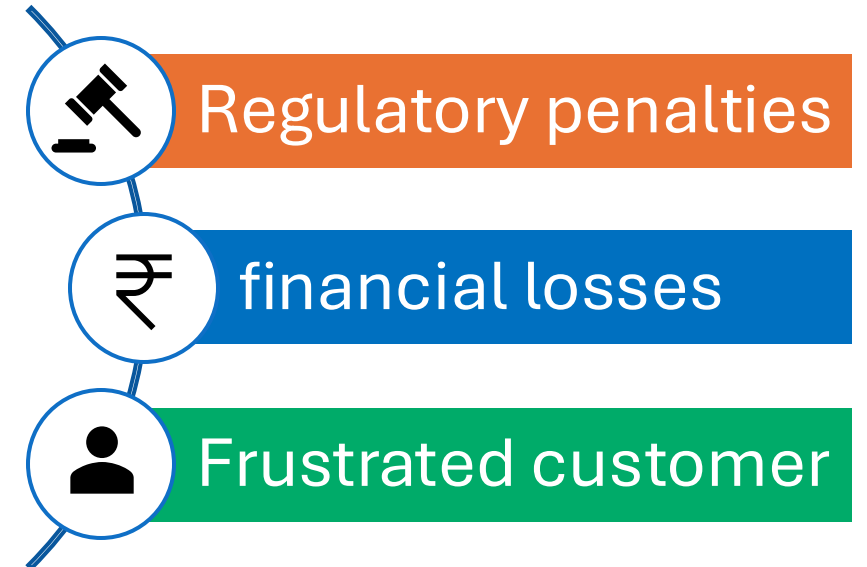 Regulatory penalties
₹ financial losses
Frustrated customer